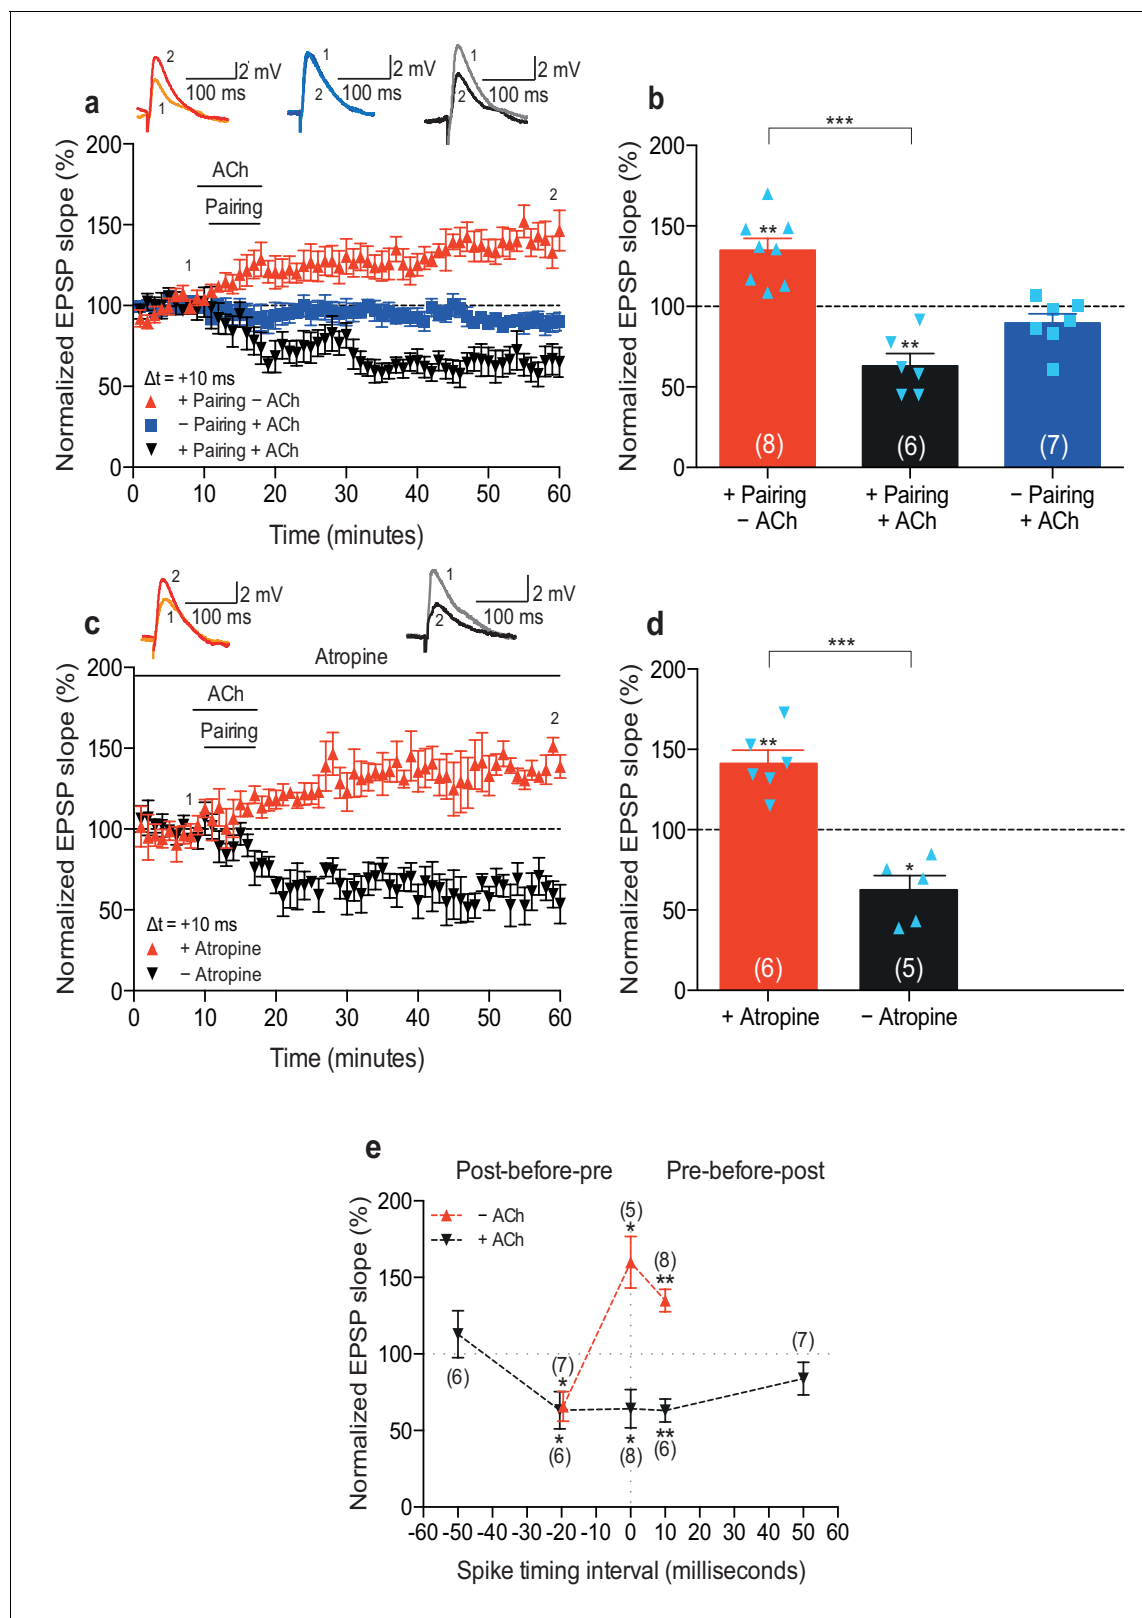 2
1
2 mV
100 ms
1
2
2 mV
100 ms
1
2
2 mV
100 ms
a
Normalized EPSP slope (%)
200
150
100
50
0
ACh
Pairing
1
2
Δt = +10 ms
+ Pairing − ACh
− Pairing + ACh
+ Pairing + ACh
0 10 20 30 40 50 60
Time (minutes)
b
Normalized EPSP slope (%)
200
150
100
50
0
***
**
**
(8)
(6)
(7)
+ Pairing
− ACh
+ Pairing
+ ACh
− Pairing
+ ACh
2
1
2 mV
100 ms
1
2
2 mV
100 ms
c
Normalized EPSP slope (%)
200
150
100
50
0
Atropine
ACh
Pairing
1
2
Δt = +10 ms
+ Atropine
− Atropine
0 10 20 30 40 50 60
Time (minutes)
d
Normalized EPSP slope (%)
200
150
100
50
0
***
**
*
(6)
(5)
+ Atropine
− Atropine
e
Post-before-pre
Pre-before-post
Normalized EPSP slope (%)
200
150
100
50
0
− ACh
+ ACh
(5)
*
(8)
**
(7)
(6)
(7)
*
*
(6)
*
(8)
**
(6)
-60 -50 -40 -30 -20 -10 0 10 20 30 40 50 60
Spike timing interval (milliseconds)